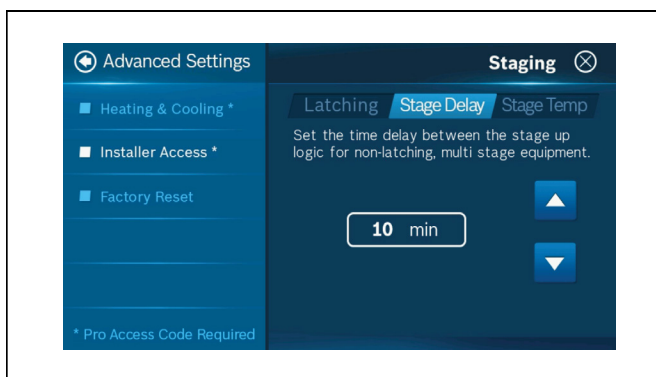 Advanced Settings
Staging
Heating & Cooling *
Installer Access *
Factory Reset
* Pro Access Code Required
Latching Stage Delay Stage Temp
Set the time delay between the stage up
logic for non-latching, multi stage equipment.
10 min